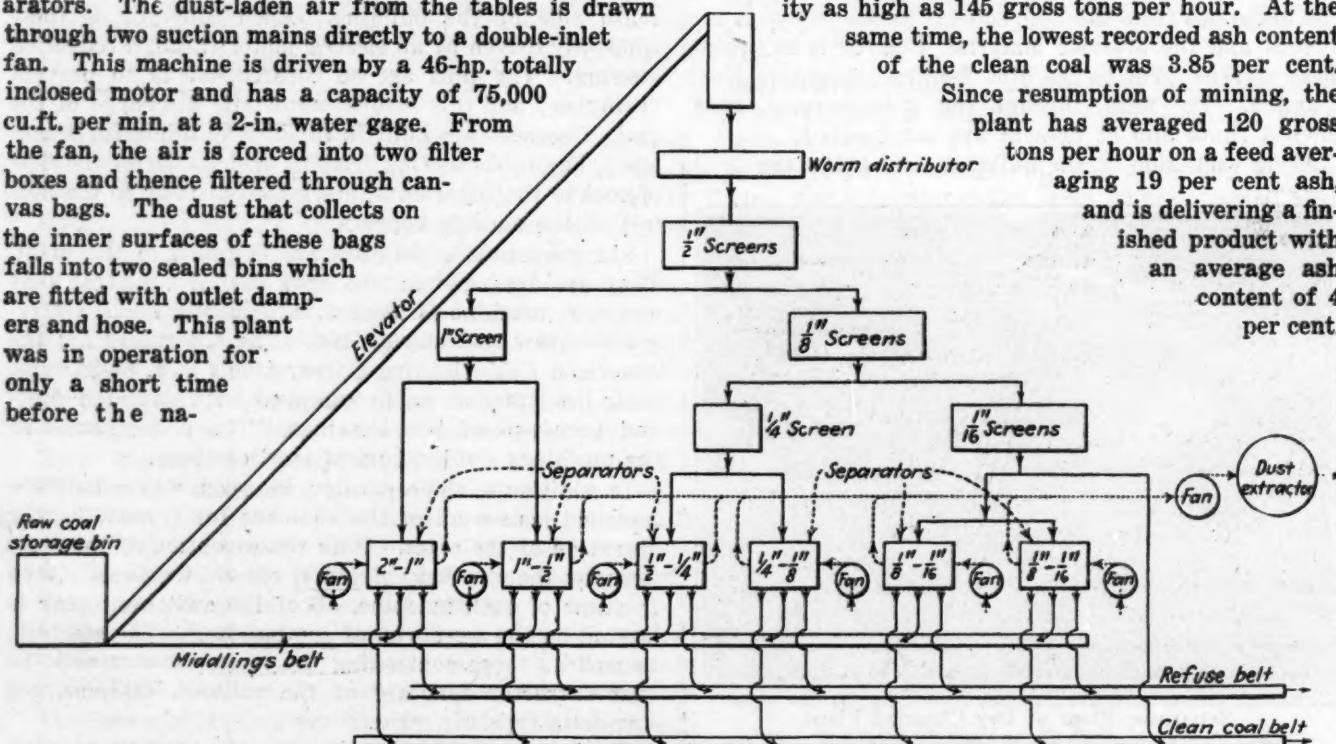 arators. The dust-laden air from the tables is drawn
through two suction mains directly to a double-inlet
fan. This machine is driven by a 46-hp. totally
inclosed motor and has a capacity of 75,000
cu.ft. per min. at a 2-in. water gage. From
the fan, the air is forced into two filter
boxes and thence filtered through can-
vas bags. The dust that collects on
the inner surfaces of these bags
falls into two sealed bins which
are fitted with outlet damp-
ers and hose. This plant
was in operation for
only a short time
before the na-
ity as high as 145 gross tons per hour. At the
same time, the lowest recorded ash content
of the clean coal was 3.85 per cent.
Since resumption of mining, the
plant has averaged 120 gross
tons per hour on a feed aver-
aging 19 per cent ash,
and is delivering a fin-
ished product with
an average ash
content of 4
per cent.
Elevator
Worm distributor
1/2" Screens
1" Screen
1/8" Screens
1/4" Screen
1/16" Screens
Separators
Separators
Fan
Dust
extractor
Raw coal
storage bin
Fan
2"-1"
Fan
1"-1/2"
Fan
1/2"-1/4"
1/4"-1/8"
Fan
1/8"-1/16"
Fan
1/8"-1/16"
Fan
Middlings belt
Refuse belt
Clean coal belt